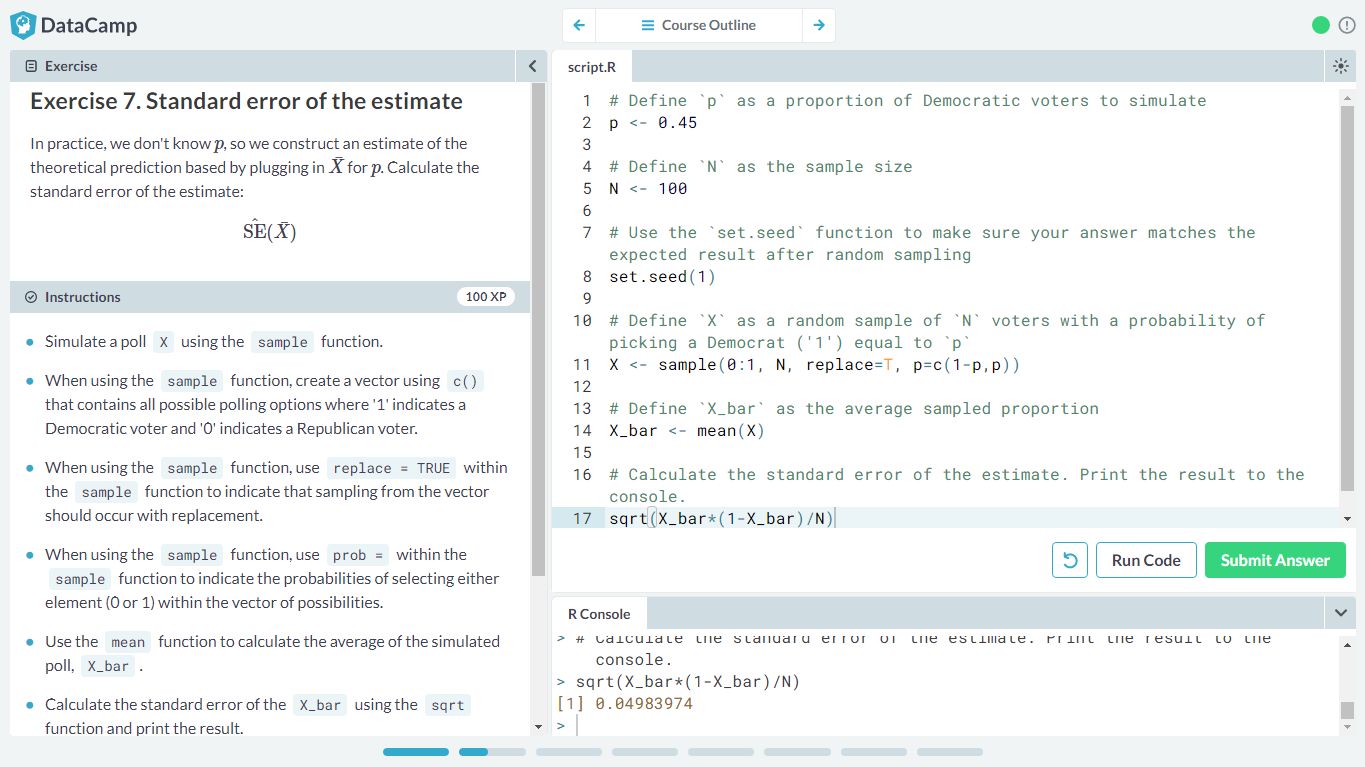 DataCamp
Course Outline
Exercise
Exercise 7. Standard error of the estimate
In practice, we don't know p, so we construct an estimate of the
theoretical prediction based by plugging in X̄ for p. Calculate the
standard error of the estimate:
SÊ(X̄)
Instructions
100 XP
Simulate a poll X using the sample function.
When using the sample function, create a vector using c()
that contains all possible polling options where '1' indicates a
Democratic voter and '0' indicates a Republican voter.
When using the sample function, use replace = TRUE within
the sample function to indicate that sampling from the vector
should occur with replacement.
When using the sample function, use prob = within the
sample function to indicate the probabilities of selecting either
element (0 or 1) within the vector of possibilities.
Use the mean function to calculate the average of the simulated
poll, X_bar .
Calculate the standard error of the X_bar using the sqrt
function and print the result.
script.R
1 # Define `p` as a proportion of Democratic voters to simulate
2 p <- 0.45
3
4 # Define `N` as the sample size
5 N <- 100
6
7 # Use the `set.seed` function to make sure your answer matches the
expected result after random sampling
8 set.seed(1)
9
10 # Define `X` as a random sample of `N` voters with a probability of
picking a Democrat ('1') equal to `p`
11 X <- sample(0:1, N, replace=T, p=c(1-p,p))
12
13 # Define `X_bar` as the average sampled proportion
14 X_bar <- mean(X)
15
16 # Calculate the standard error of the estimate. Print the result to the
console.
17 sqrt(X_bar*(1-X_bar)/N)
Run Code
Submit Answer
R Console
> # Calculate the standard error of the estimate. Print the result to the
console.
> sqrt(X_bar*(1-X_bar)/N)
[1] 0.04983974
>